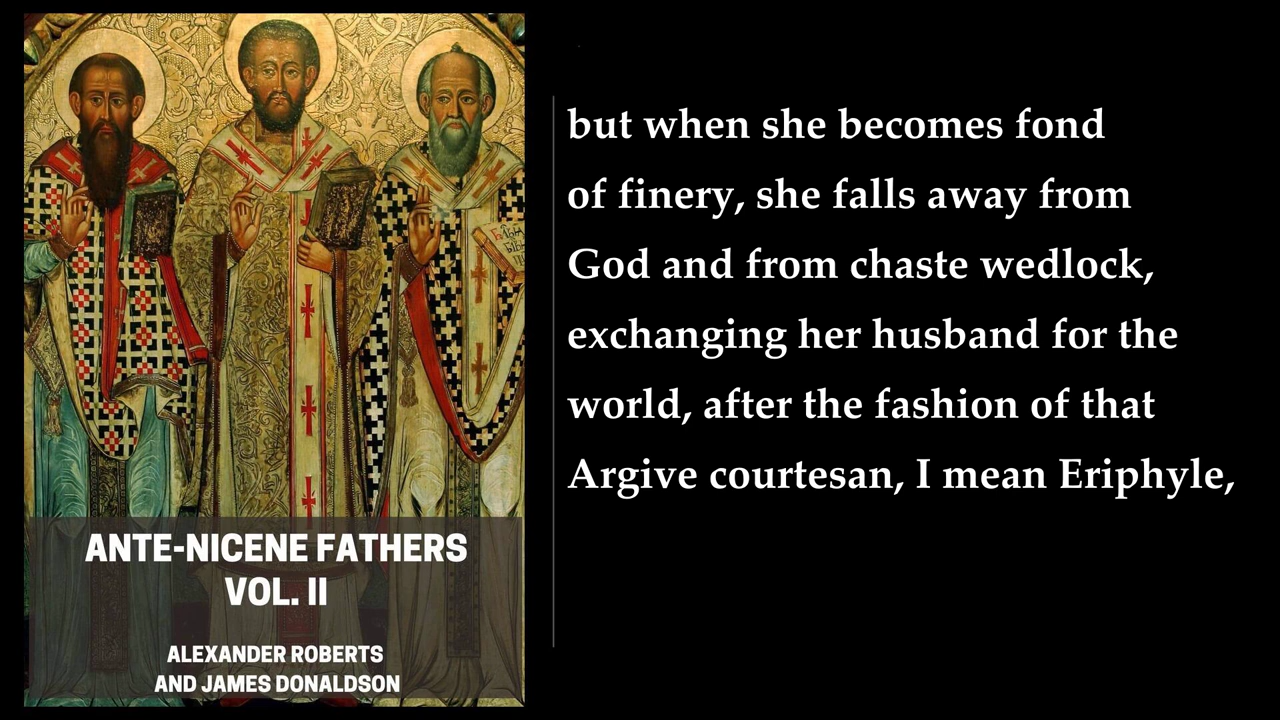 but when she becomes fond
of finery, she falls away from
God and from chaste wedlock,
exchanging her husband for the
world, after the fashion of that
Argive courtesan, I mean Eriphyle,
ANTE-NICENE FATHERS
VOL. II
ALEXANDER ROBERTS
AND JAMES DONALDSON